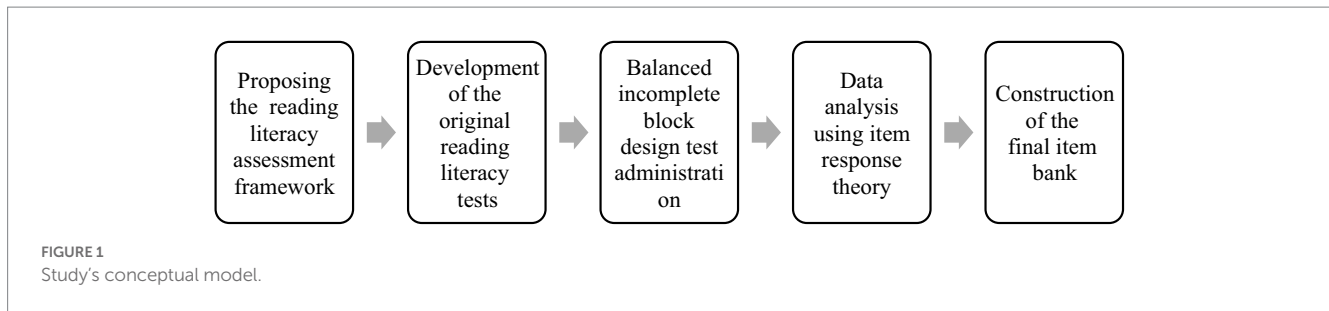 Proposing
the reading
literacy
assessment
framework
Development
of the
original
reading
literacy
tests
Balanced
incomplete
block
design test
administrati
on
Data
analysis
using item
response
theory
Construction
of the
final item
bank
FIGURE 1
Study's conceptual model.